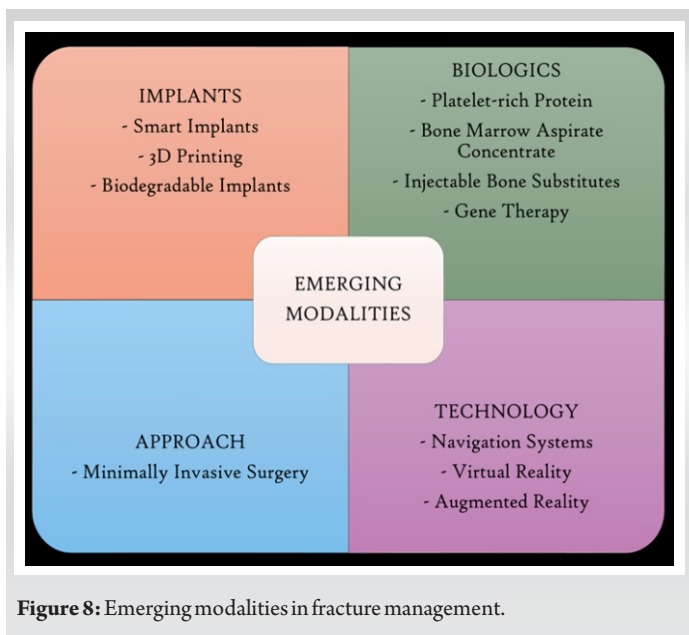 IMPLANTS
- Smart Implants
- 3D Printing
- Biodegradable Implants
BIOLOGICS
- Platelet-rich Protein
- Bone Marrow Aspirate
Concentrate
- Injectable Bone Substitutes
- Gene Therapy
EMERGING
MODALITIES
APPROACH
- Minimally Invasive Surgery
TECHNOLOGY
- Navigation Systems
- Virtual Reality
- Augmented Reality
Figure 8: Emerging modalities in fracture management.